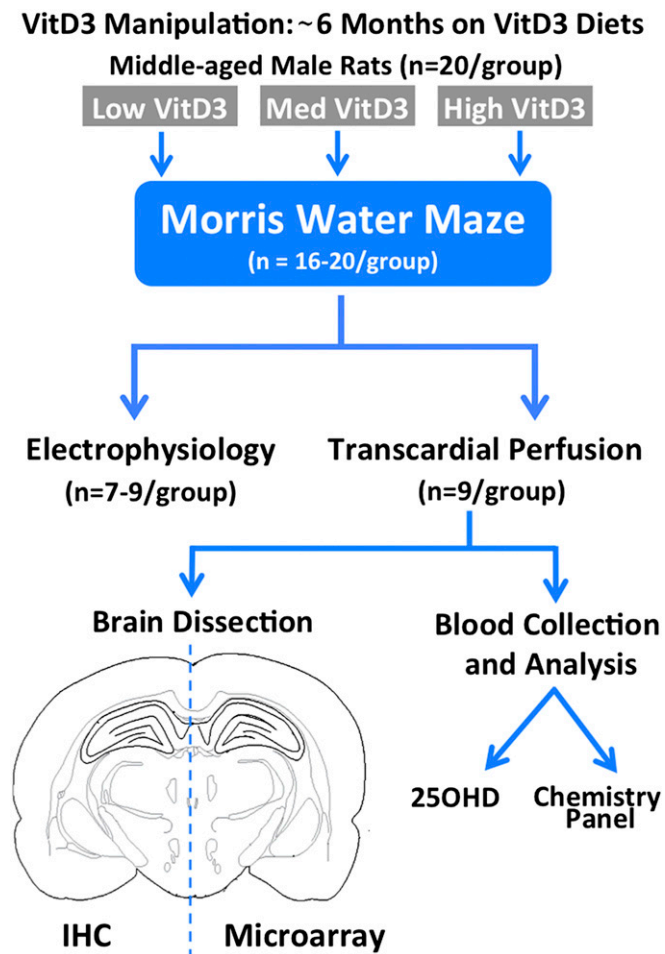 VitD3 Manipulation: ~6 Months on VitD3 Diets
Middle-aged Male Rats (n=20/group)
Low VitD3
Med VitD3
High VitD3
Morris Water Maze
(n = 16-20/group)
Electrophysiology
(n=7-9/group)
Transcardial Perfusion
(n=9/group)
Brain Dissection
Blood Collection
and Analysis
25OHD
Chemistry
Panel
IHC
Microarray